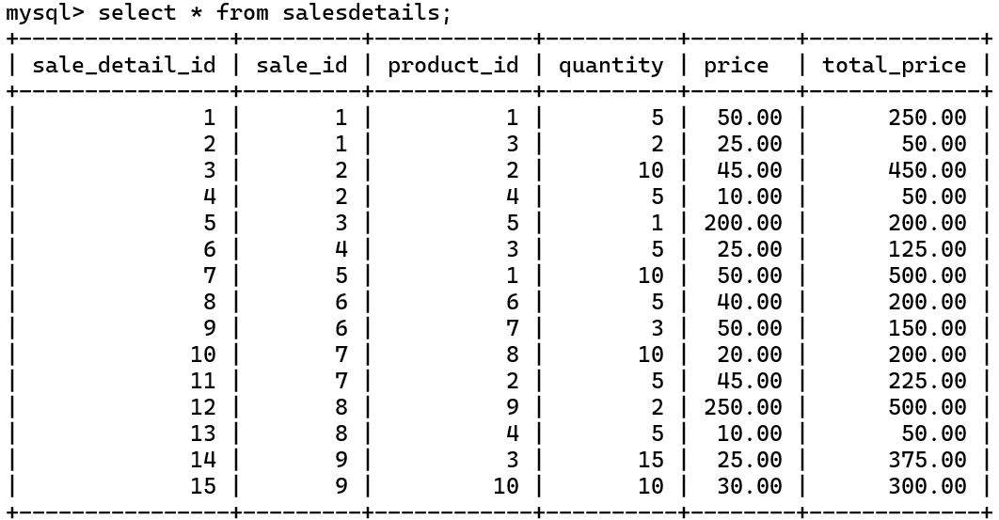 mysql> select * from salesdetails;
+----------------+---------+------------+----------+--------+-------------+
| sale_detail_id | sale_id | product_id | quantity | price  | total_price |
+----------------+---------+------------+----------+--------+-------------+
|              1 |       1 |          1 |        5 |  50.00 |      250.00 |
|              2 |       1 |          3 |        2 |  25.00 |       50.00 |
|              3 |       2 |          2 |       10 |  45.00 |      450.00 |
|              4 |       2 |          4 |        5 |  10.00 |       50.00 |
|              5 |       3 |          5 |        1 | 200.00 |      200.00 |
|              6 |       4 |          3 |        5 |  25.00 |      125.00 |
|              7 |       5 |          1 |       10 |  50.00 |      500.00 |
|              8 |       6 |          6 |        5 |  40.00 |      200.00 |
|              9 |       6 |          7 |        3 |  50.00 |      150.00 |
|             10 |       7 |          8 |       10 |  20.00 |      200.00 |
|             11 |       7 |          2 |        5 |  45.00 |      225.00 |
|             12 |       8 |          9 |        2 | 250.00 |      500.00 |
|             13 |       8 |          4 |        5 |  10.00 |       50.00 |
|             14 |       9 |          3 |       15 |  25.00 |      375.00 |
|             15 |       9 |         10 |       10 |  30.00 |      300.00 |
+----------------+---------+------------+----------+--------+-------------+